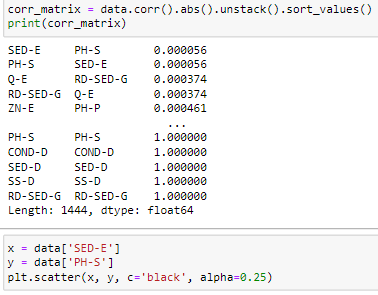 corr_matrix = data.corr().abs().unstack().sort_values()
print(corr_matrix)
SED-E PH-S 0.000056
PH-S SED-E 0.000056
Q-E RD-SED-G 0.000374
RD-SED-G Q-E 0.000374
ZN-E PH-P 0.000461
...
PH-S PH-S 1.000000
COND-D COND-D 1.000000
SED-D SED-D 1.000000
SS-D SS-D 1.000000
RD-SED-G RD-SED-G 1.000000
Length: 1444, dtype: float64
x = data['SED-E']
y = data['PH-S']
plt.scatter(x, y, c='black', alpha=0.25)